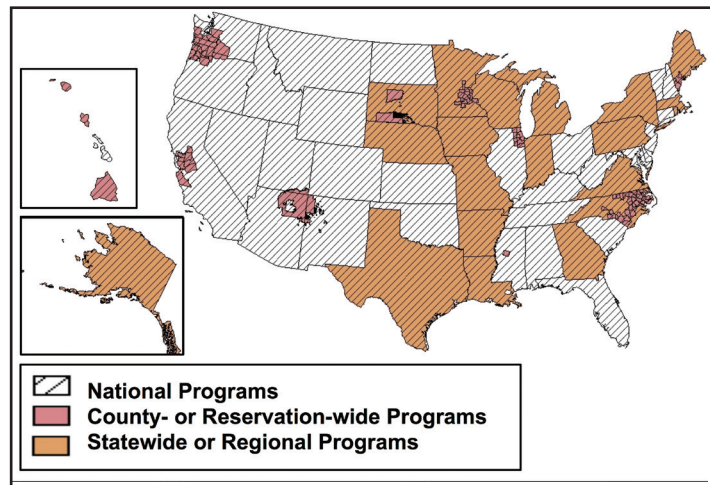 National Programs
County- or Reservation-wide Programs
Statewide or Regional Programs